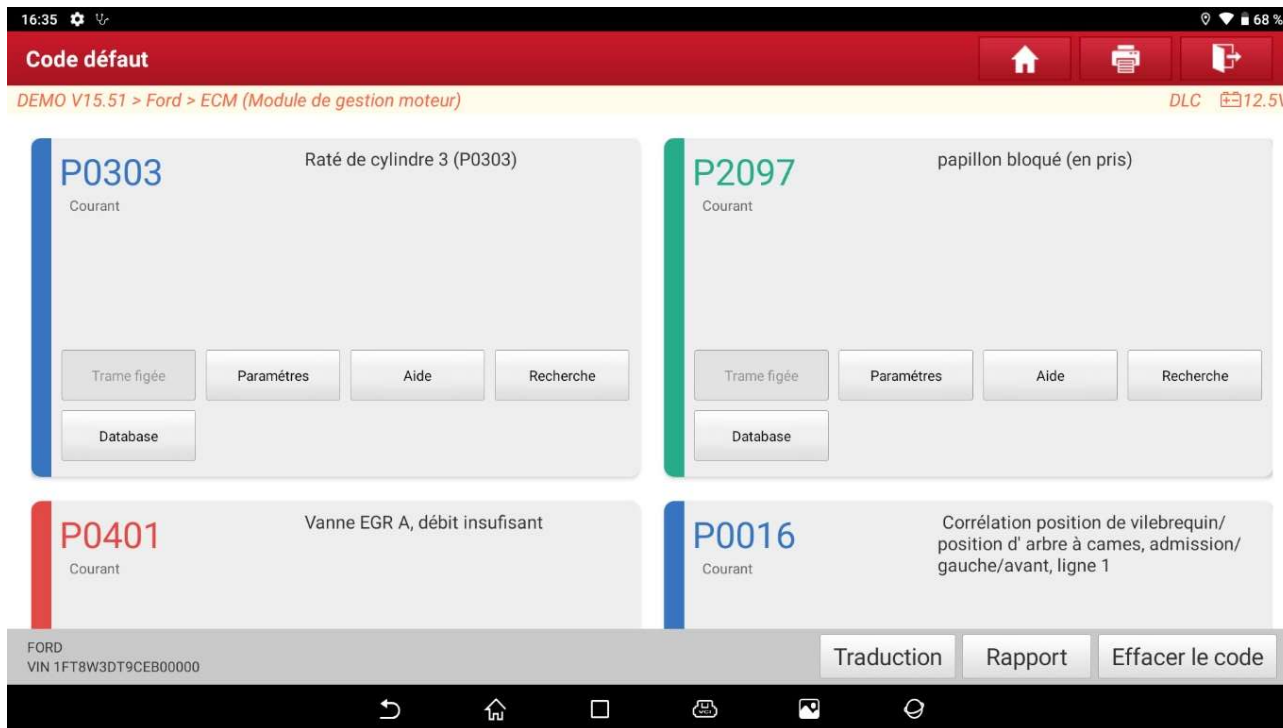 16:35 68 %
Code défaut
DEMO V15.51 > Ford > ECM (Module de gestion moteur) DLC 12.5V
P0303 Raté de cylindre 3 (P0303)
Courant
Trame figée Paramétres Aide Recherche
Database
P2097 papillon bloqué (en pris)
Courant
Trame figée Paramétres Aide Recherche
Database
P0401 Vanne EGR A, débit insufisant
Courant
P0016 Corrélation position de vilebrequin/
position d' arbre à cames, admission/
gauche/avant, ligne 1
Courant
FORD
VIN 1FT8W3DT9CEB00000
Traduction Rapport Effacer le code
VCI